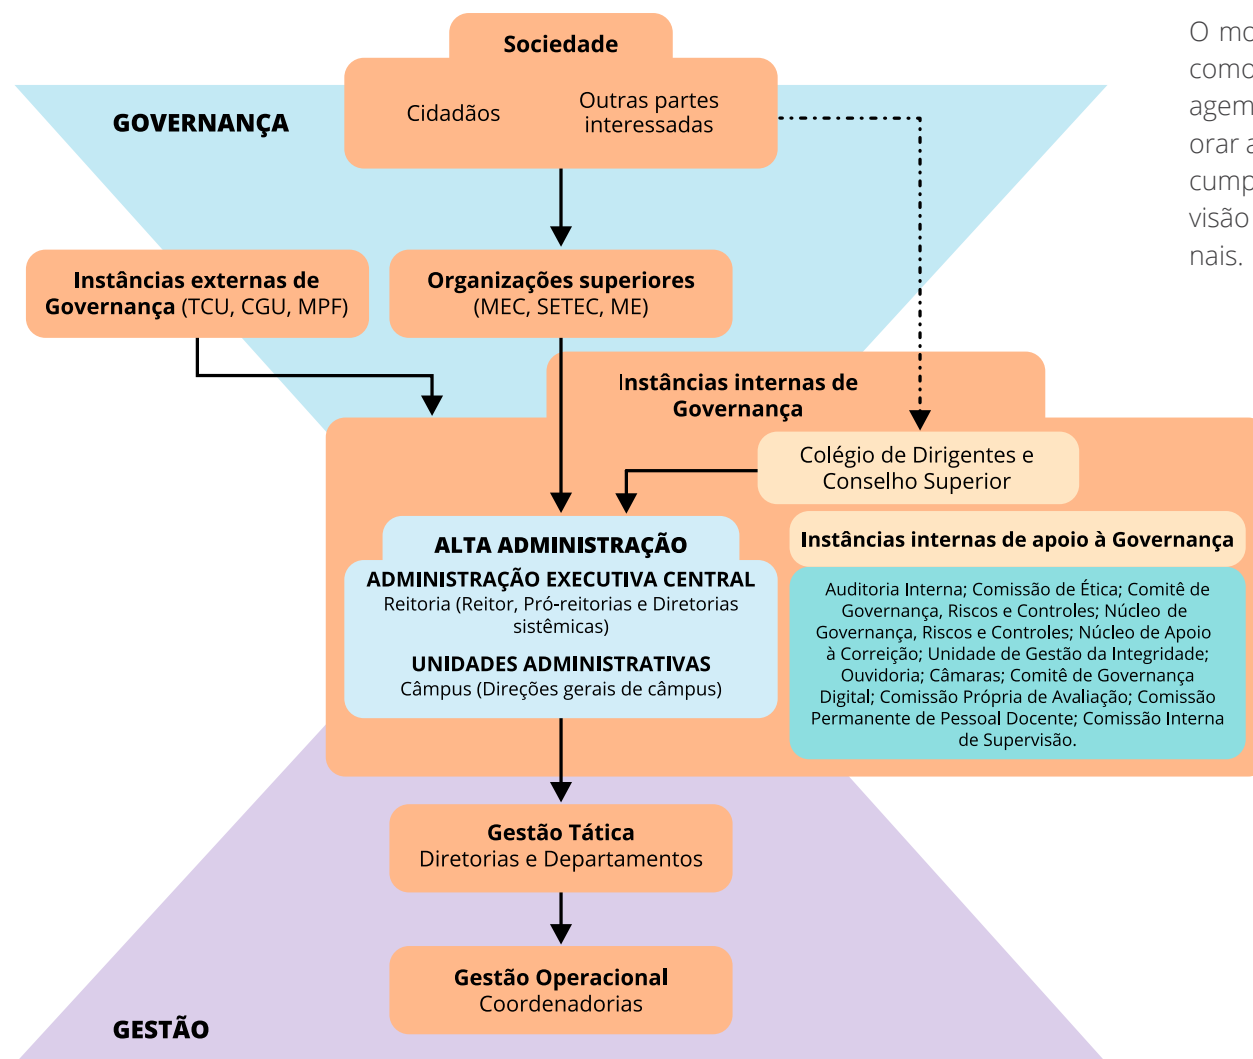 Sociedade
Cidadãos
Outras partes
interessadas
GOVERNANÇA
Instâncias externas de
Governança (TCU, CGU, MPF)
Organizações superiores
(MEC, SETEC, ME)
Instâncias internas de
Governança
Colégio de Dirigentes e
Conselho Superior
ALTA ADMINISTRAÇÃO
ADMINISTRAÇÃO EXECUTIVA CENTRAL
Reitoria (Reitor, Pró-reitorias e Diretorias
sistêmicas)
UNIDADES ADMINISTRATIVAS
Câmpus (Direções gerais de câmpus)
Instâncias internas de apoio à Governança
Auditoria Interna; Comissão de Ética; Comitê de
Governança, Riscos e Controles; Núcleo de
Governança, Riscos e Controles; Núcleo de Apoio
à Correição; Unidade de Gestão da Integridade;
Ouvidoria; Câmaras; Comitê de Governança
Digital; Comissão Própria de Avaliação; Comissão
Permanente de Pessoal Docente; Comissão Interna
de Supervisão.
Gestão Tática
Diretorias e Departamentos
Gestão Operacional
Coordenadorias
GESTÃO
O mo
como
agem
orar a
cump
visão
nais.